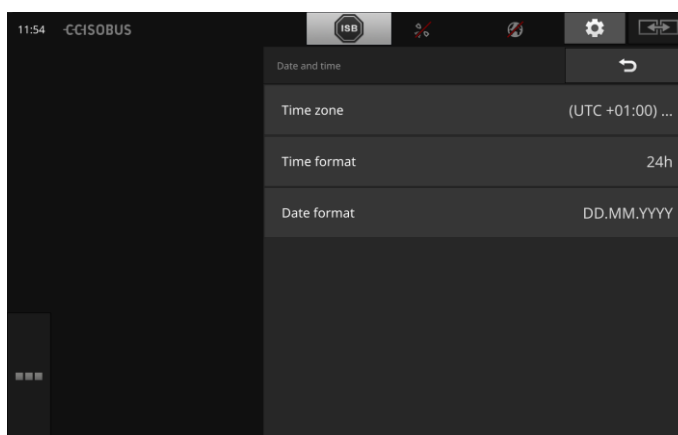 11:54 CCISOBUS ISB
Date and time
Time zone (UTC +01:00) ...
Time format 24h
Date format DD.MM.YYYY